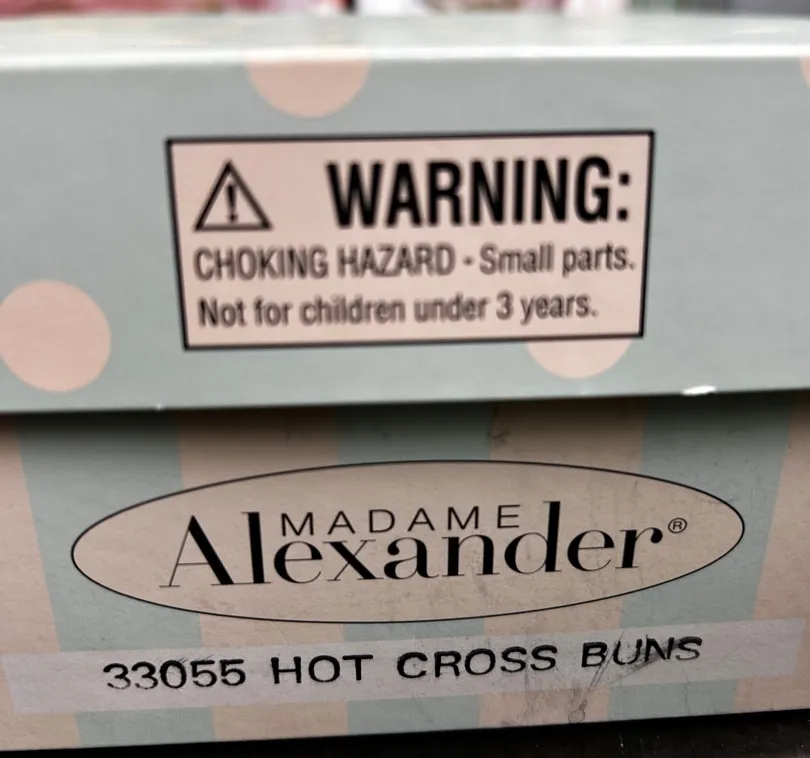 WARNING:
CHOKING HAZARD - Small parts.
Not for children under 3 years.
MADAME
Alexander®
33055 HOT CROSS BUNS